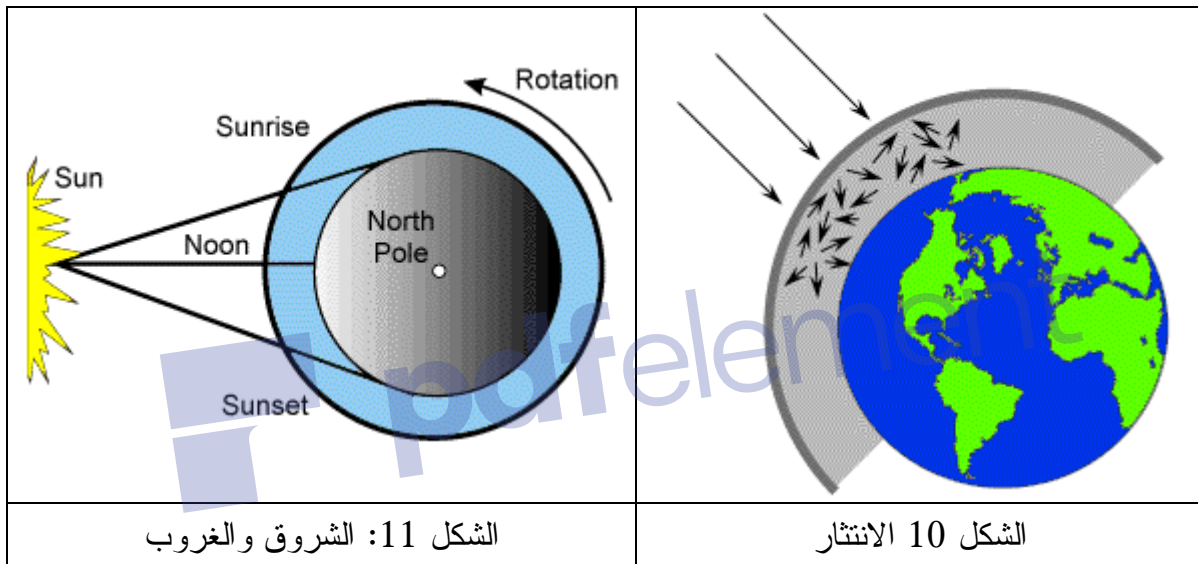 Rotation
Sunrise
Sun
Noon
North
Pole
Sunset
pdfelement
الشكل 10 الانتثار
الشكل 11: الشروق والغروب